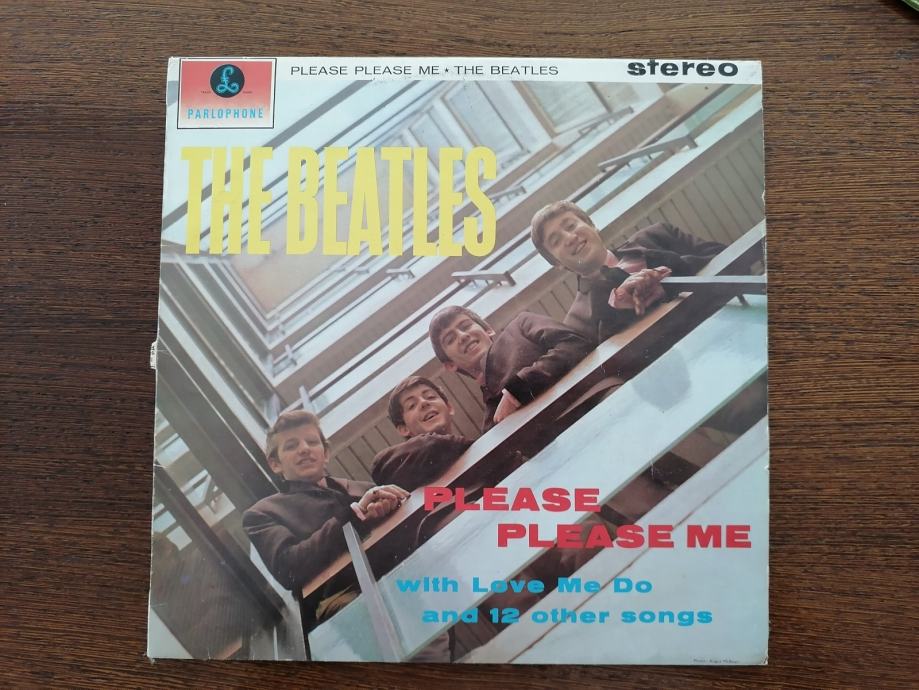 PLEASE PLEASE ME ★ THE BEATLES
stereo
£
PARLOPHONE
THE BEATLES
PLEASE
PLEASE ME
with Love Me Do
and 12 other songs